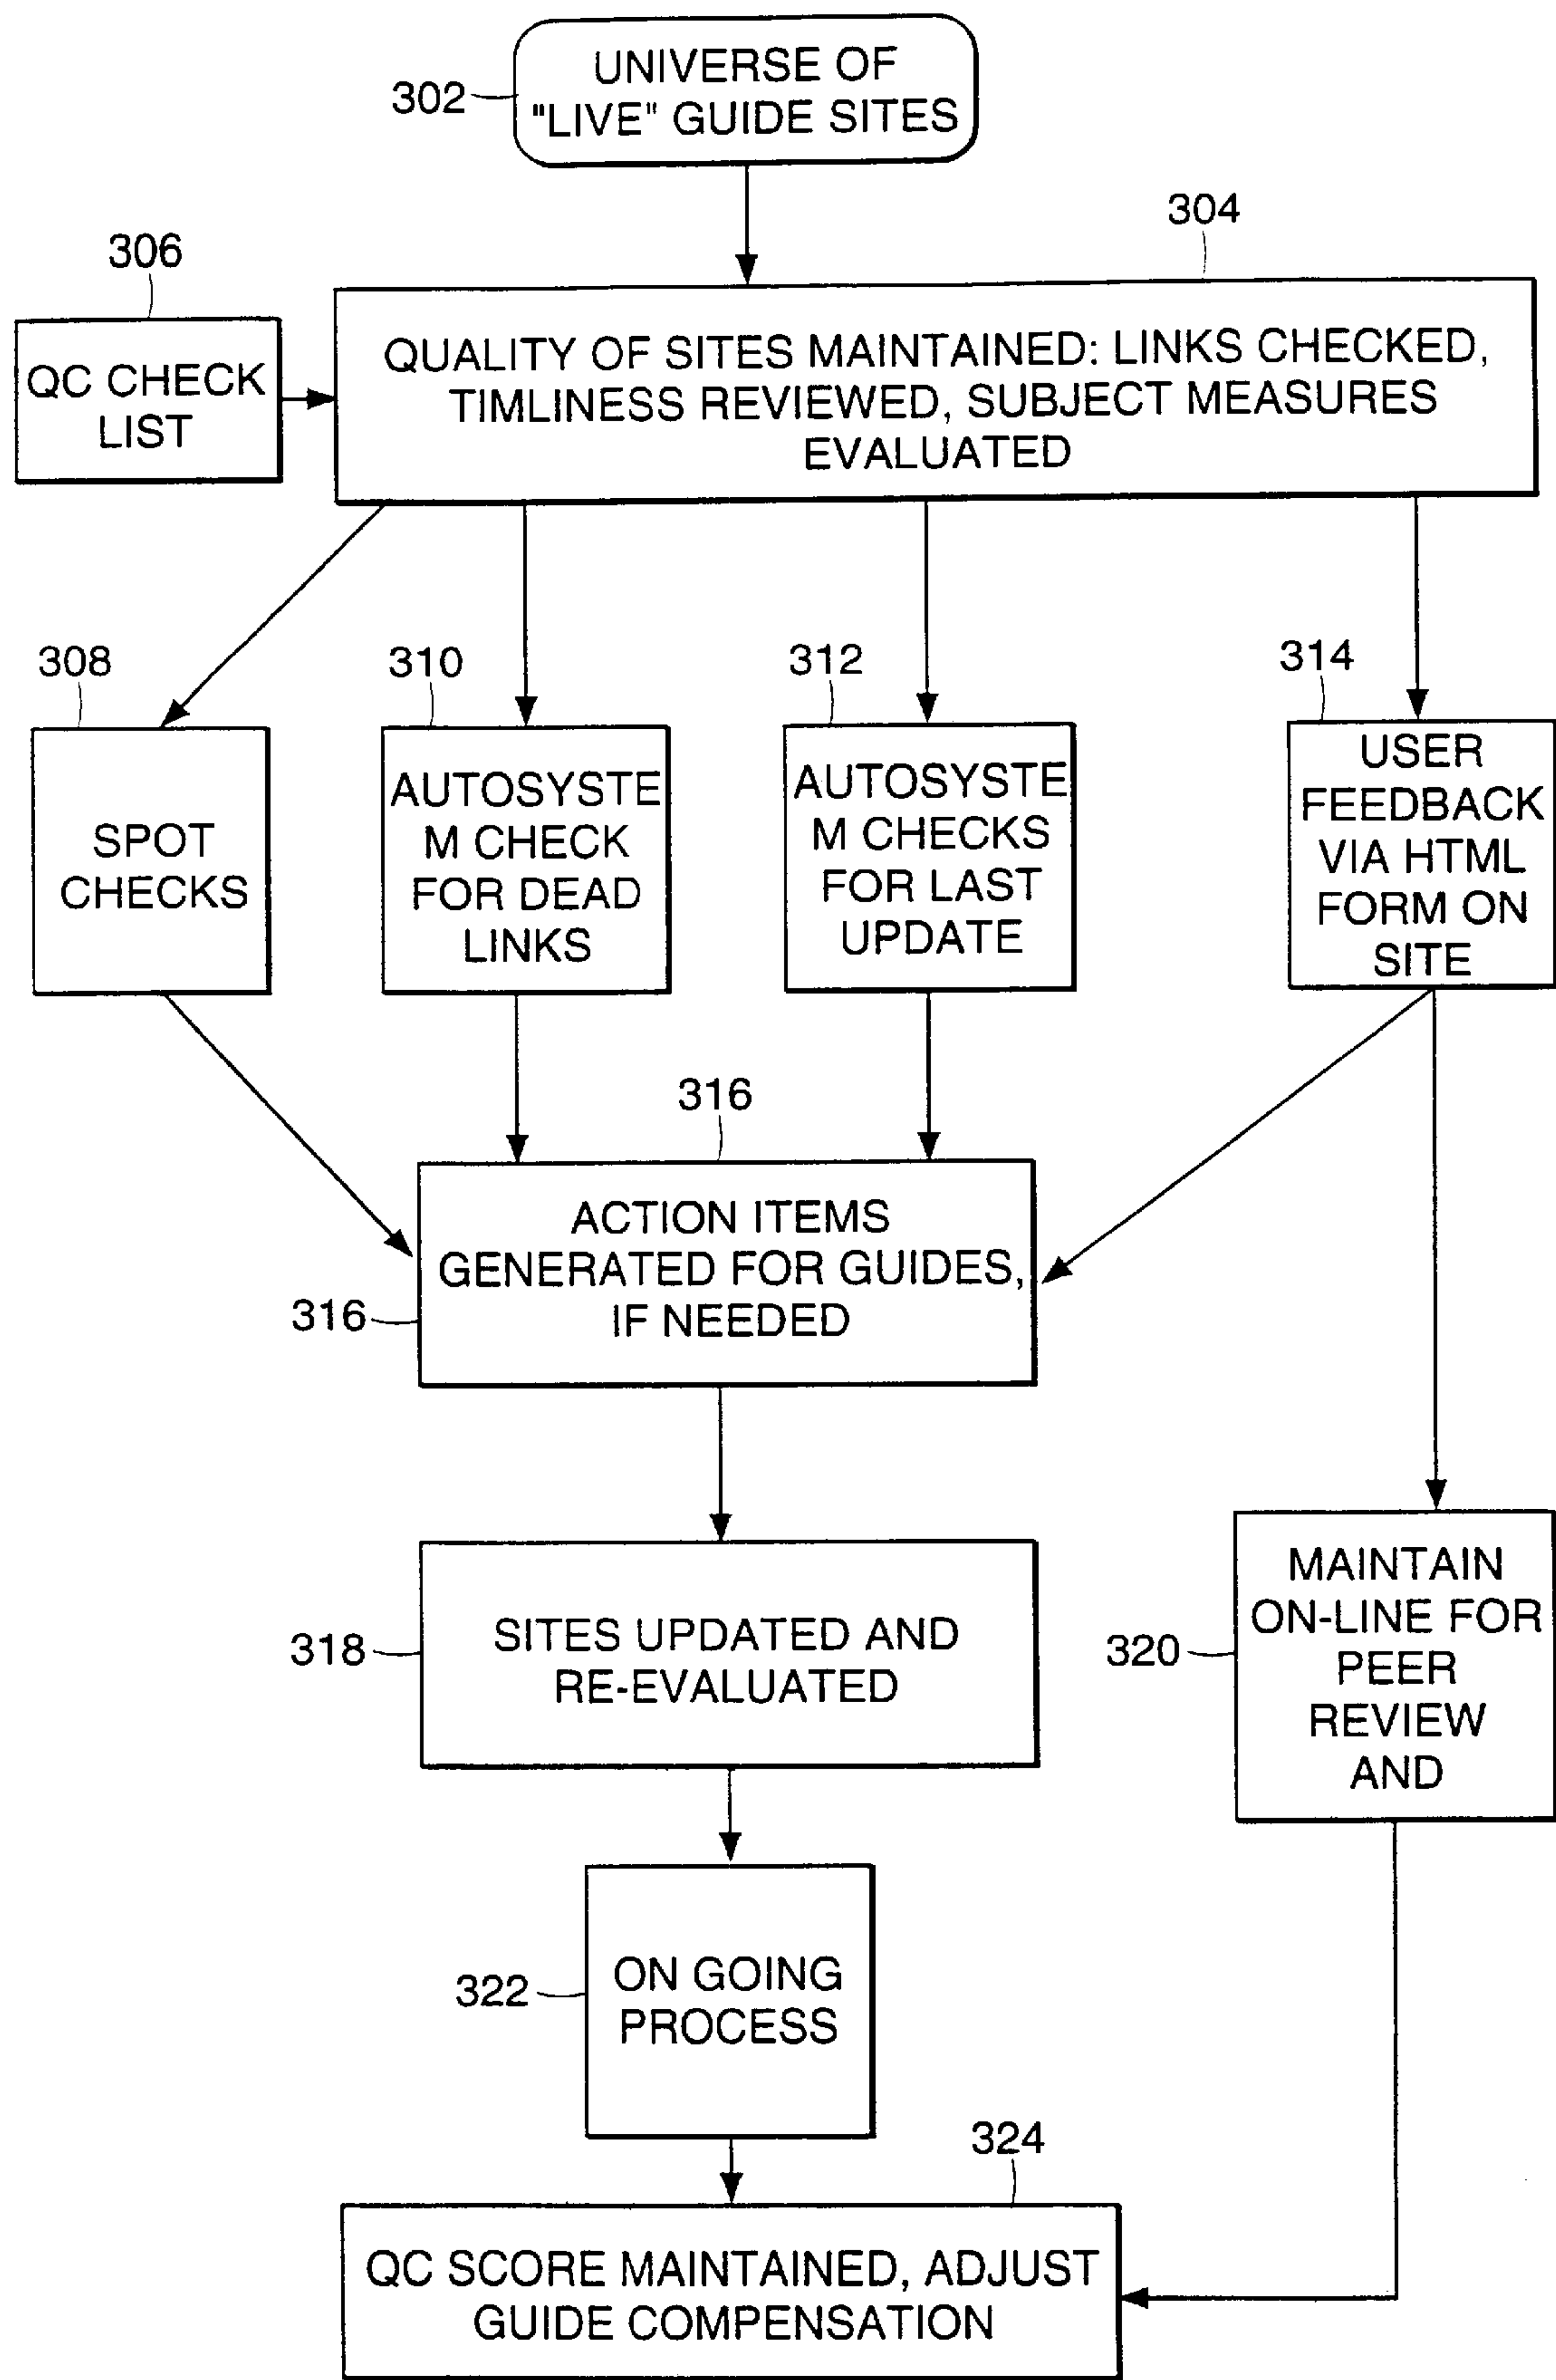 302
UNIVERSE OF
"LIVE" GUIDE SITES
304
306
QC CHECK
LIST
QUALITY OF SITES MAINTAINED: LINKS CHECKED,
TIMLINESS REVIEWED, SUBJECT MEASURES
EVALUATED
308
SPOT
CHECKS
310
AUTOSYSTE
M CHECK
FOR DEAD
LINKS
312
AUTOSYSTE
M CHECKS
FOR LAST
UPDATE
314
USER
FEEDBACK
VIA HTML
FORM ON
SITE
316
ACTION ITEMS
GENERATED FOR GUIDES,
IF NEEDED
316
318
SITES UPDATED AND
RE-EVALUATED
320
MAINTAIN
ON-LINE FOR
PEER
REVIEW
AND
322
ON GOING
PROCESS
324
QC SCORE MAINTAINED, ADJUST
GUIDE COMPENSATION